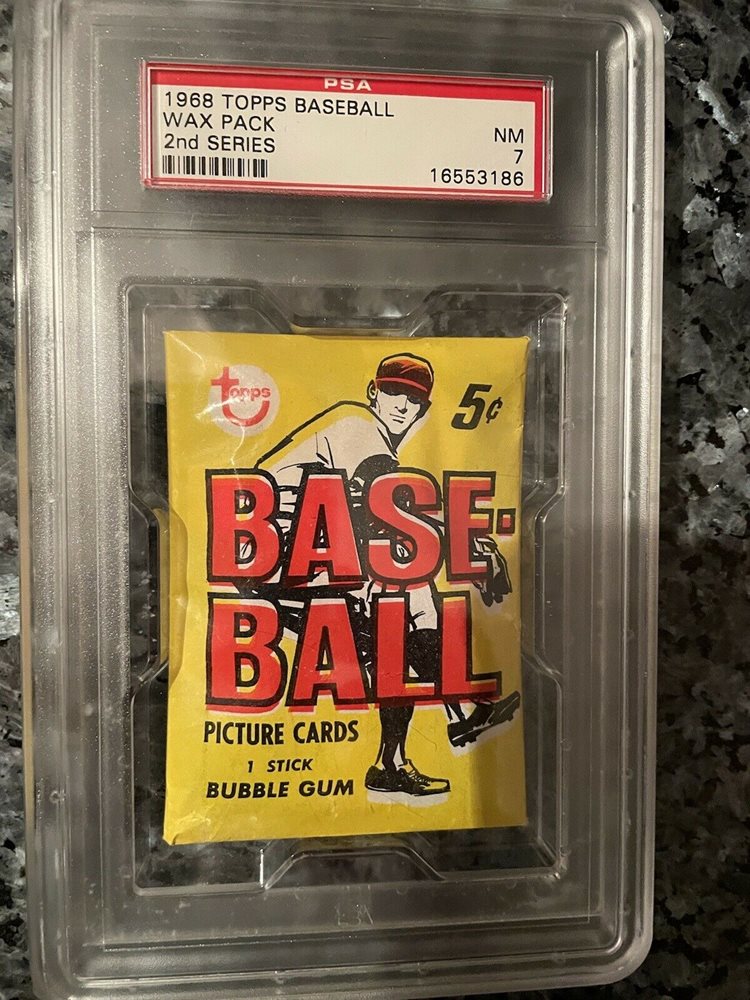 PSA
1968 TOPPS BASEBALL
WAX PACK
2nd SERIES
NM
7
16553186
topps
5¢
BASE-
BALL
PICTURE CARDS
1 STICK
BUBBLE GUM